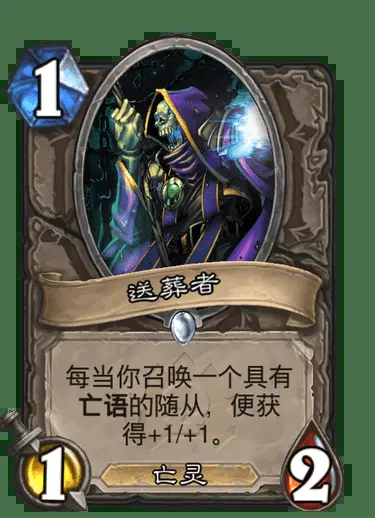 1
送葬者
每当你召唤一个具有
亡语的随从，便获
得+1/+1。
亡灵
1
2